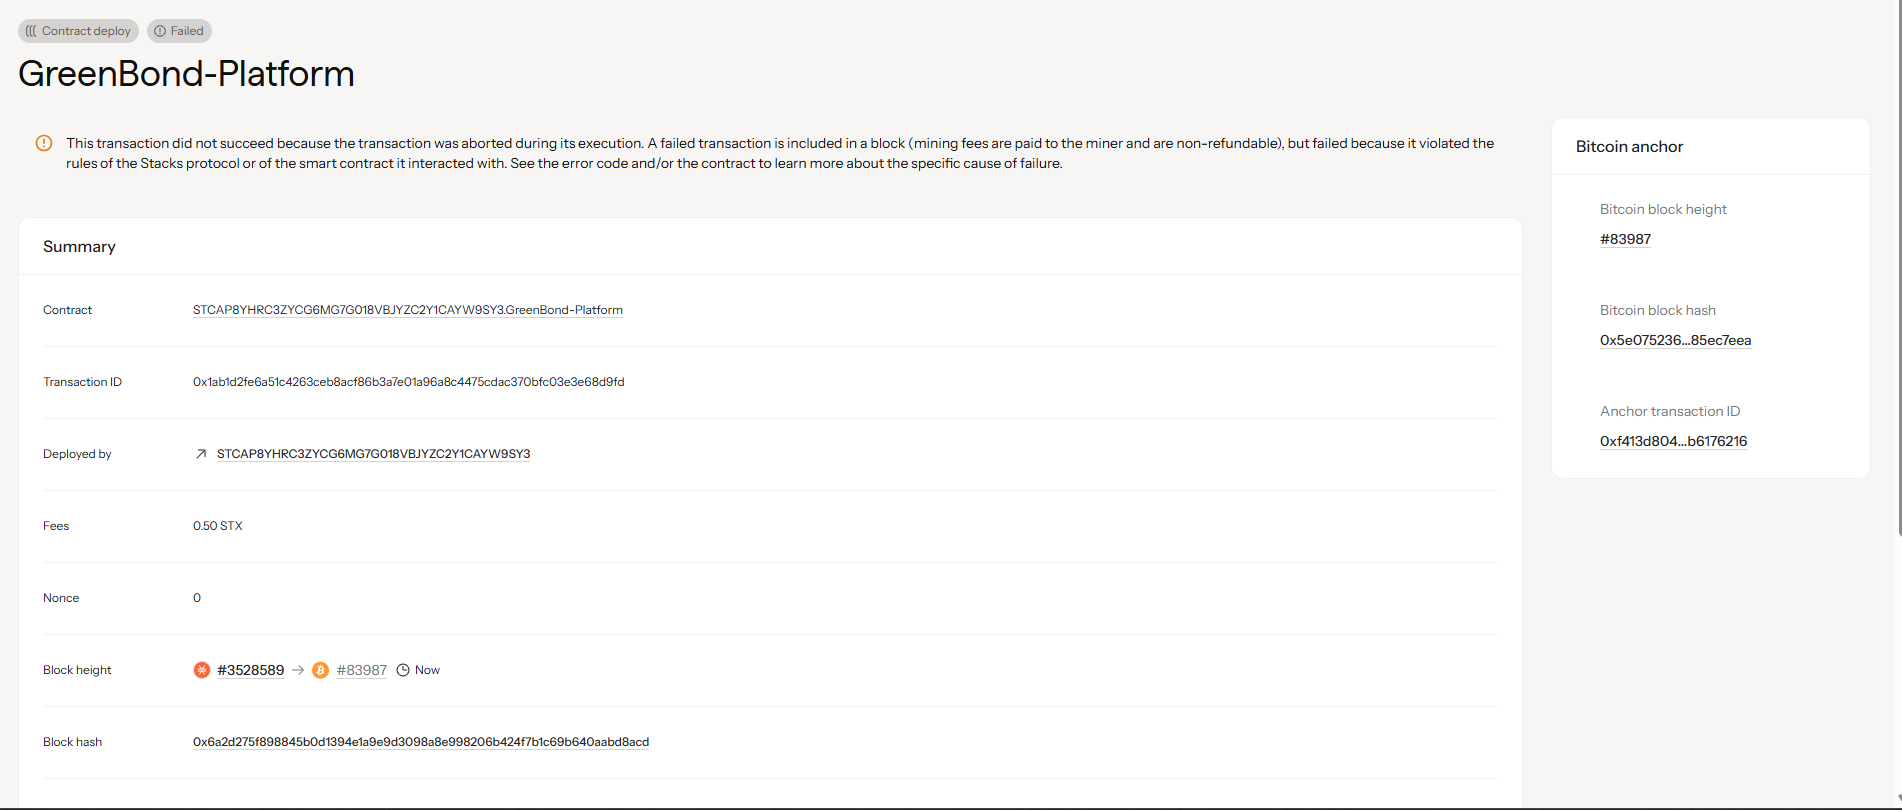 Contract deploy
Failed
GreenBond-Platform
This transaction did not succeed because the transaction was aborted during its execution. A failed transaction is included in a block (mining fees are paid to the miner and are non-refundable), but failed because it violated the
rules of the Stacks protocol or of the smart contract it interacted with. See the error code and/or the contract to learn more about the specific cause of failure.
Summary
Contract
STCAP8YHRC3ZYCG6MG7G018VBJYZC2Y1CAYW9SY3.GreenBond-Platform
Transaction ID
0x1ab1d2fe6a51c4263ceb8acf86b3a7e01a96a8c4475cdac370bfc03e3e68d9fd
Deployed by
STCAP8YHRC3ZYCG6MG7G018VBJYZC2Y1CAYW9SY3
Fees
0.50 STX
Nonce
0
Block height
#3528589 → #83987 Now
Block hash
0x6a2d275f898845b0d1394e1a9e9d3098a8e998206b424f7b1c69b640aabd8acd
Bitcoin anchor
Bitcoin block height
#83987
Bitcoin block hash
0x5e075236...85ec7eea
Anchor transaction ID
0xf413d804...b6176216